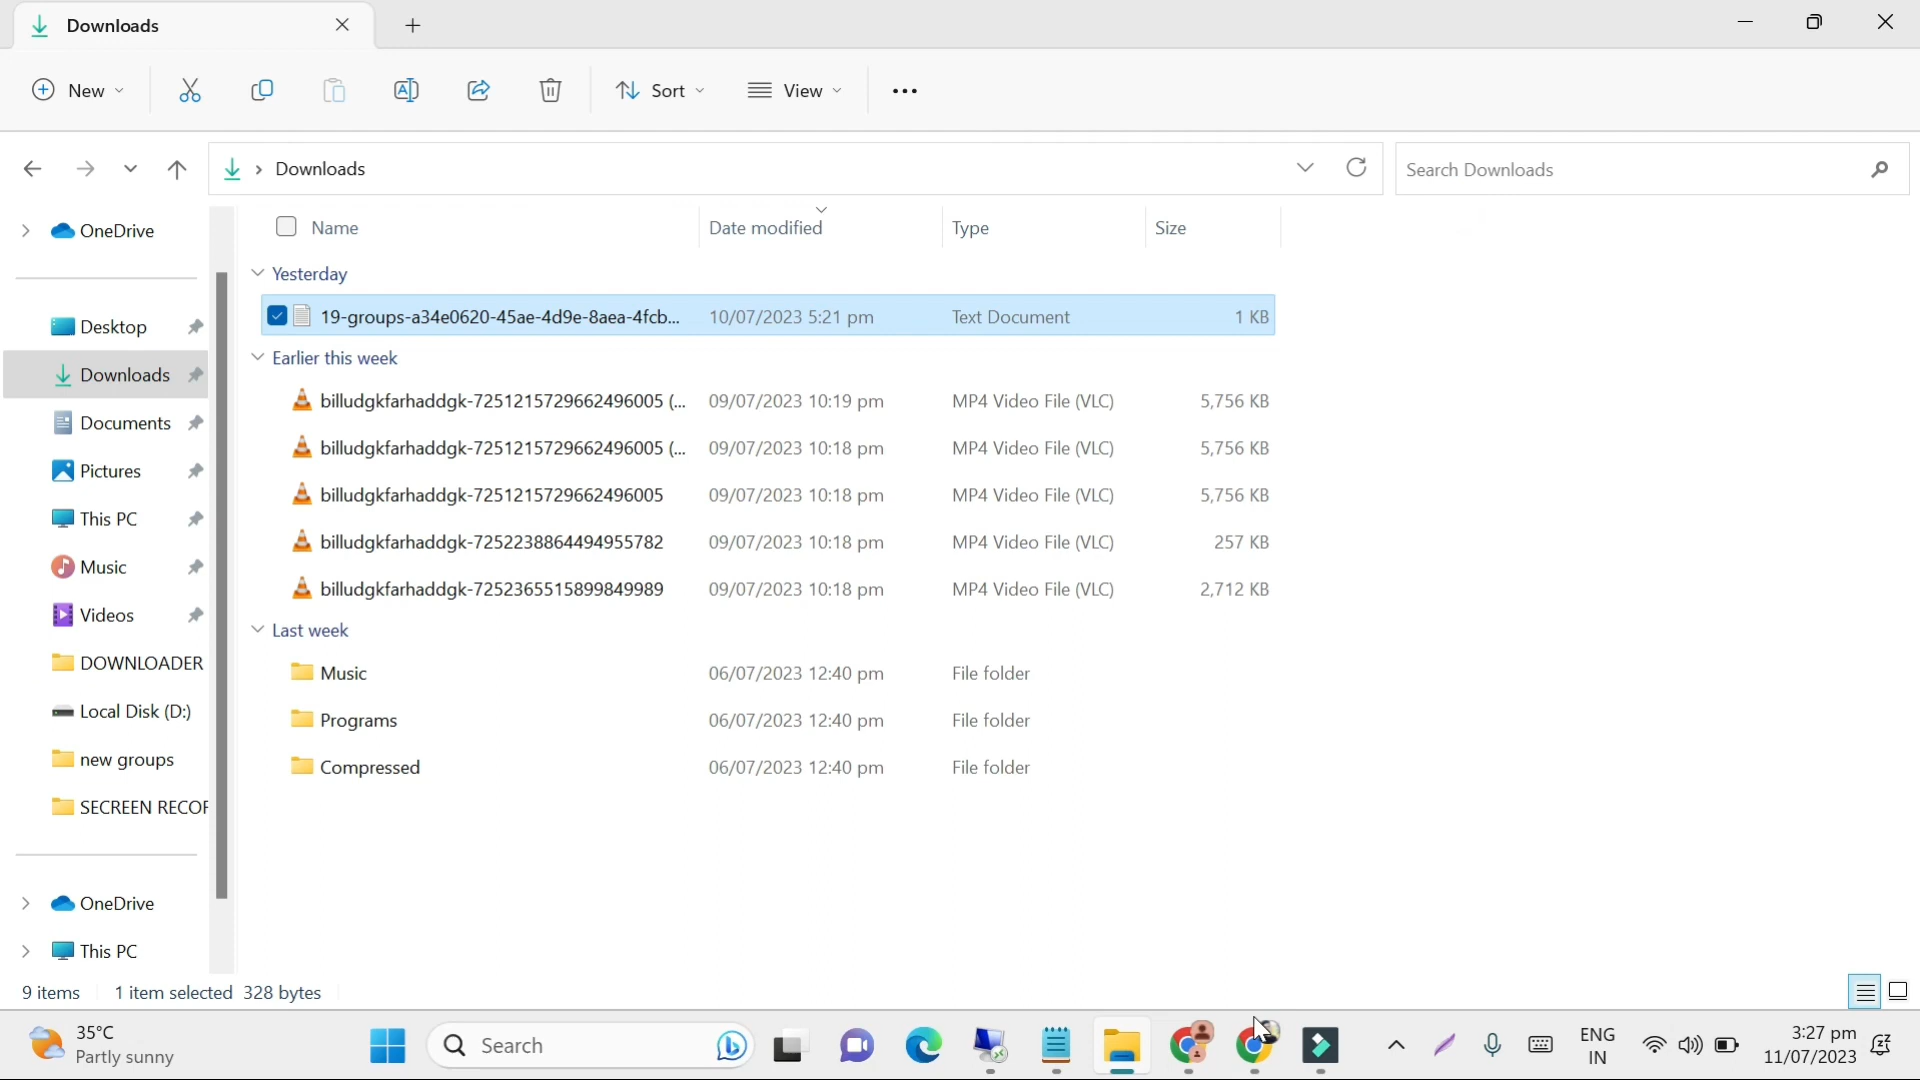 Downloads
New Sort View
Downloads Search Downloads
Name Date modified Type Size
OneDrive
Desktop
Downloads
Documents
Pictures
This PC
Music
Videos
DOWNLOADER
Local Disk (D:)
new groups
SECREEN RECOR
OneDrive
This PC
Yesterday
19-groups-a34e0620-45ae-4d9e-8aea-4fcb... 10/07/2023 5:21 pm Text Document 1 KB
Earlier this week
billudgkfarhaddgk-7251215729662496005 (... 09/07/2023 10:19 pm MP4 Video File (VLC) 5,756 KB
billudgkfarhaddgk-7251215729662496005 (... 09/07/2023 10:18 pm MP4 Video File (VLC) 5,756 KB
billudgkfarhaddgk-7251215729662496005 09/07/2023 10:18 pm MP4 Video File (VLC) 5,756 KB
billudgkfarhaddgk-7252238864494955782 09/07/2023 10:18 pm MP4 Video File (VLC) 257 KB
billudgkfarhaddgk-7252365515899849989 09/07/2023 10:18 pm MP4 Video File (VLC) 2,712 KB
Last week
Music 06/07/2023 12:40 pm File folder
Programs 06/07/2023 12:40 pm File folder
Compressed 06/07/2023 12:40 pm File folder
9 items 1 item selected 328 bytes
35°C
Partly sunny
Search
ENG
IN
3:27 pm
11/07/2023